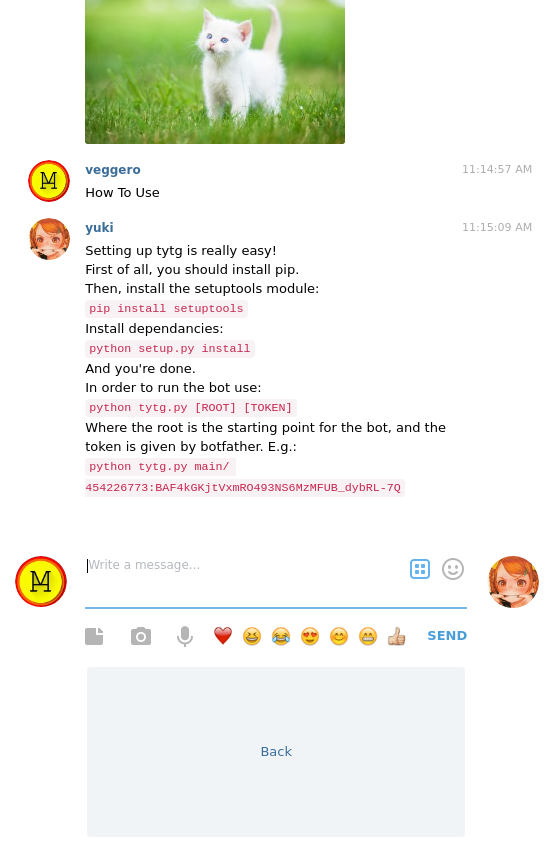 veggero
11:14:57 AM
How To Use
yuki
11:15:09 AM
Setting up tytg is really easy!
First of all, you should install pip.
Then, install the setuptools module:
pip install setuptools
Install dependancies:
python setup.py install
And you're done.
In order to run the bot use:
python tytg.py [ROOT] [TOKEN]
Where the root is the starting point for the bot, and the
token is given by botfather. E.g.:
python tytg.py main/
454226773:BAF4kGKjtVxmRO493NS6MzMFUB_dybRL-7Q
M
Write a message...
SEND
Back